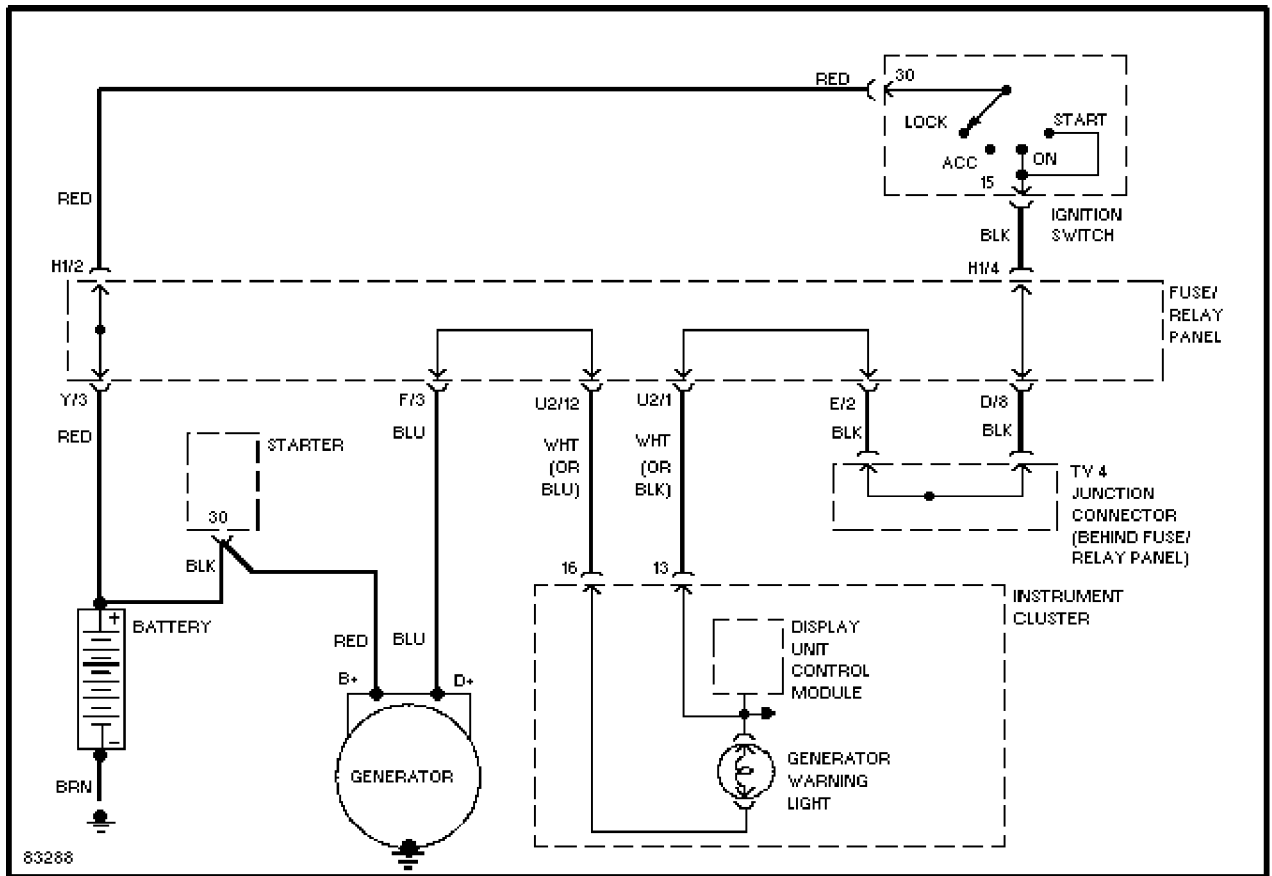 RED
30
LOCK
START
ACC
ON
15
IGNITION
SWITCH
RED
BLK
H1/2
H1/4
FUSE/
RELAY
PANEL
Y/3
F/3
U2/12
U2/1
E/2
D/8
RED
BLU
WHT
(OR
BLU)
WHT
(OR
BLK)
BLK
BLK
STARTER
30
BLK
TV 4
JUNCTION
CONNECTOR
(BEHIND FUSE/
RELAY PANEL)
16
13
INSTRUMENT
CLUSTER
+
BATTERY
-
RED
BLU
B+
D+
DISPLAY
UNIT
CONTROL
MODULE
GENERATOR
GENERATOR
WARNING
LIGHT
BRN
83288